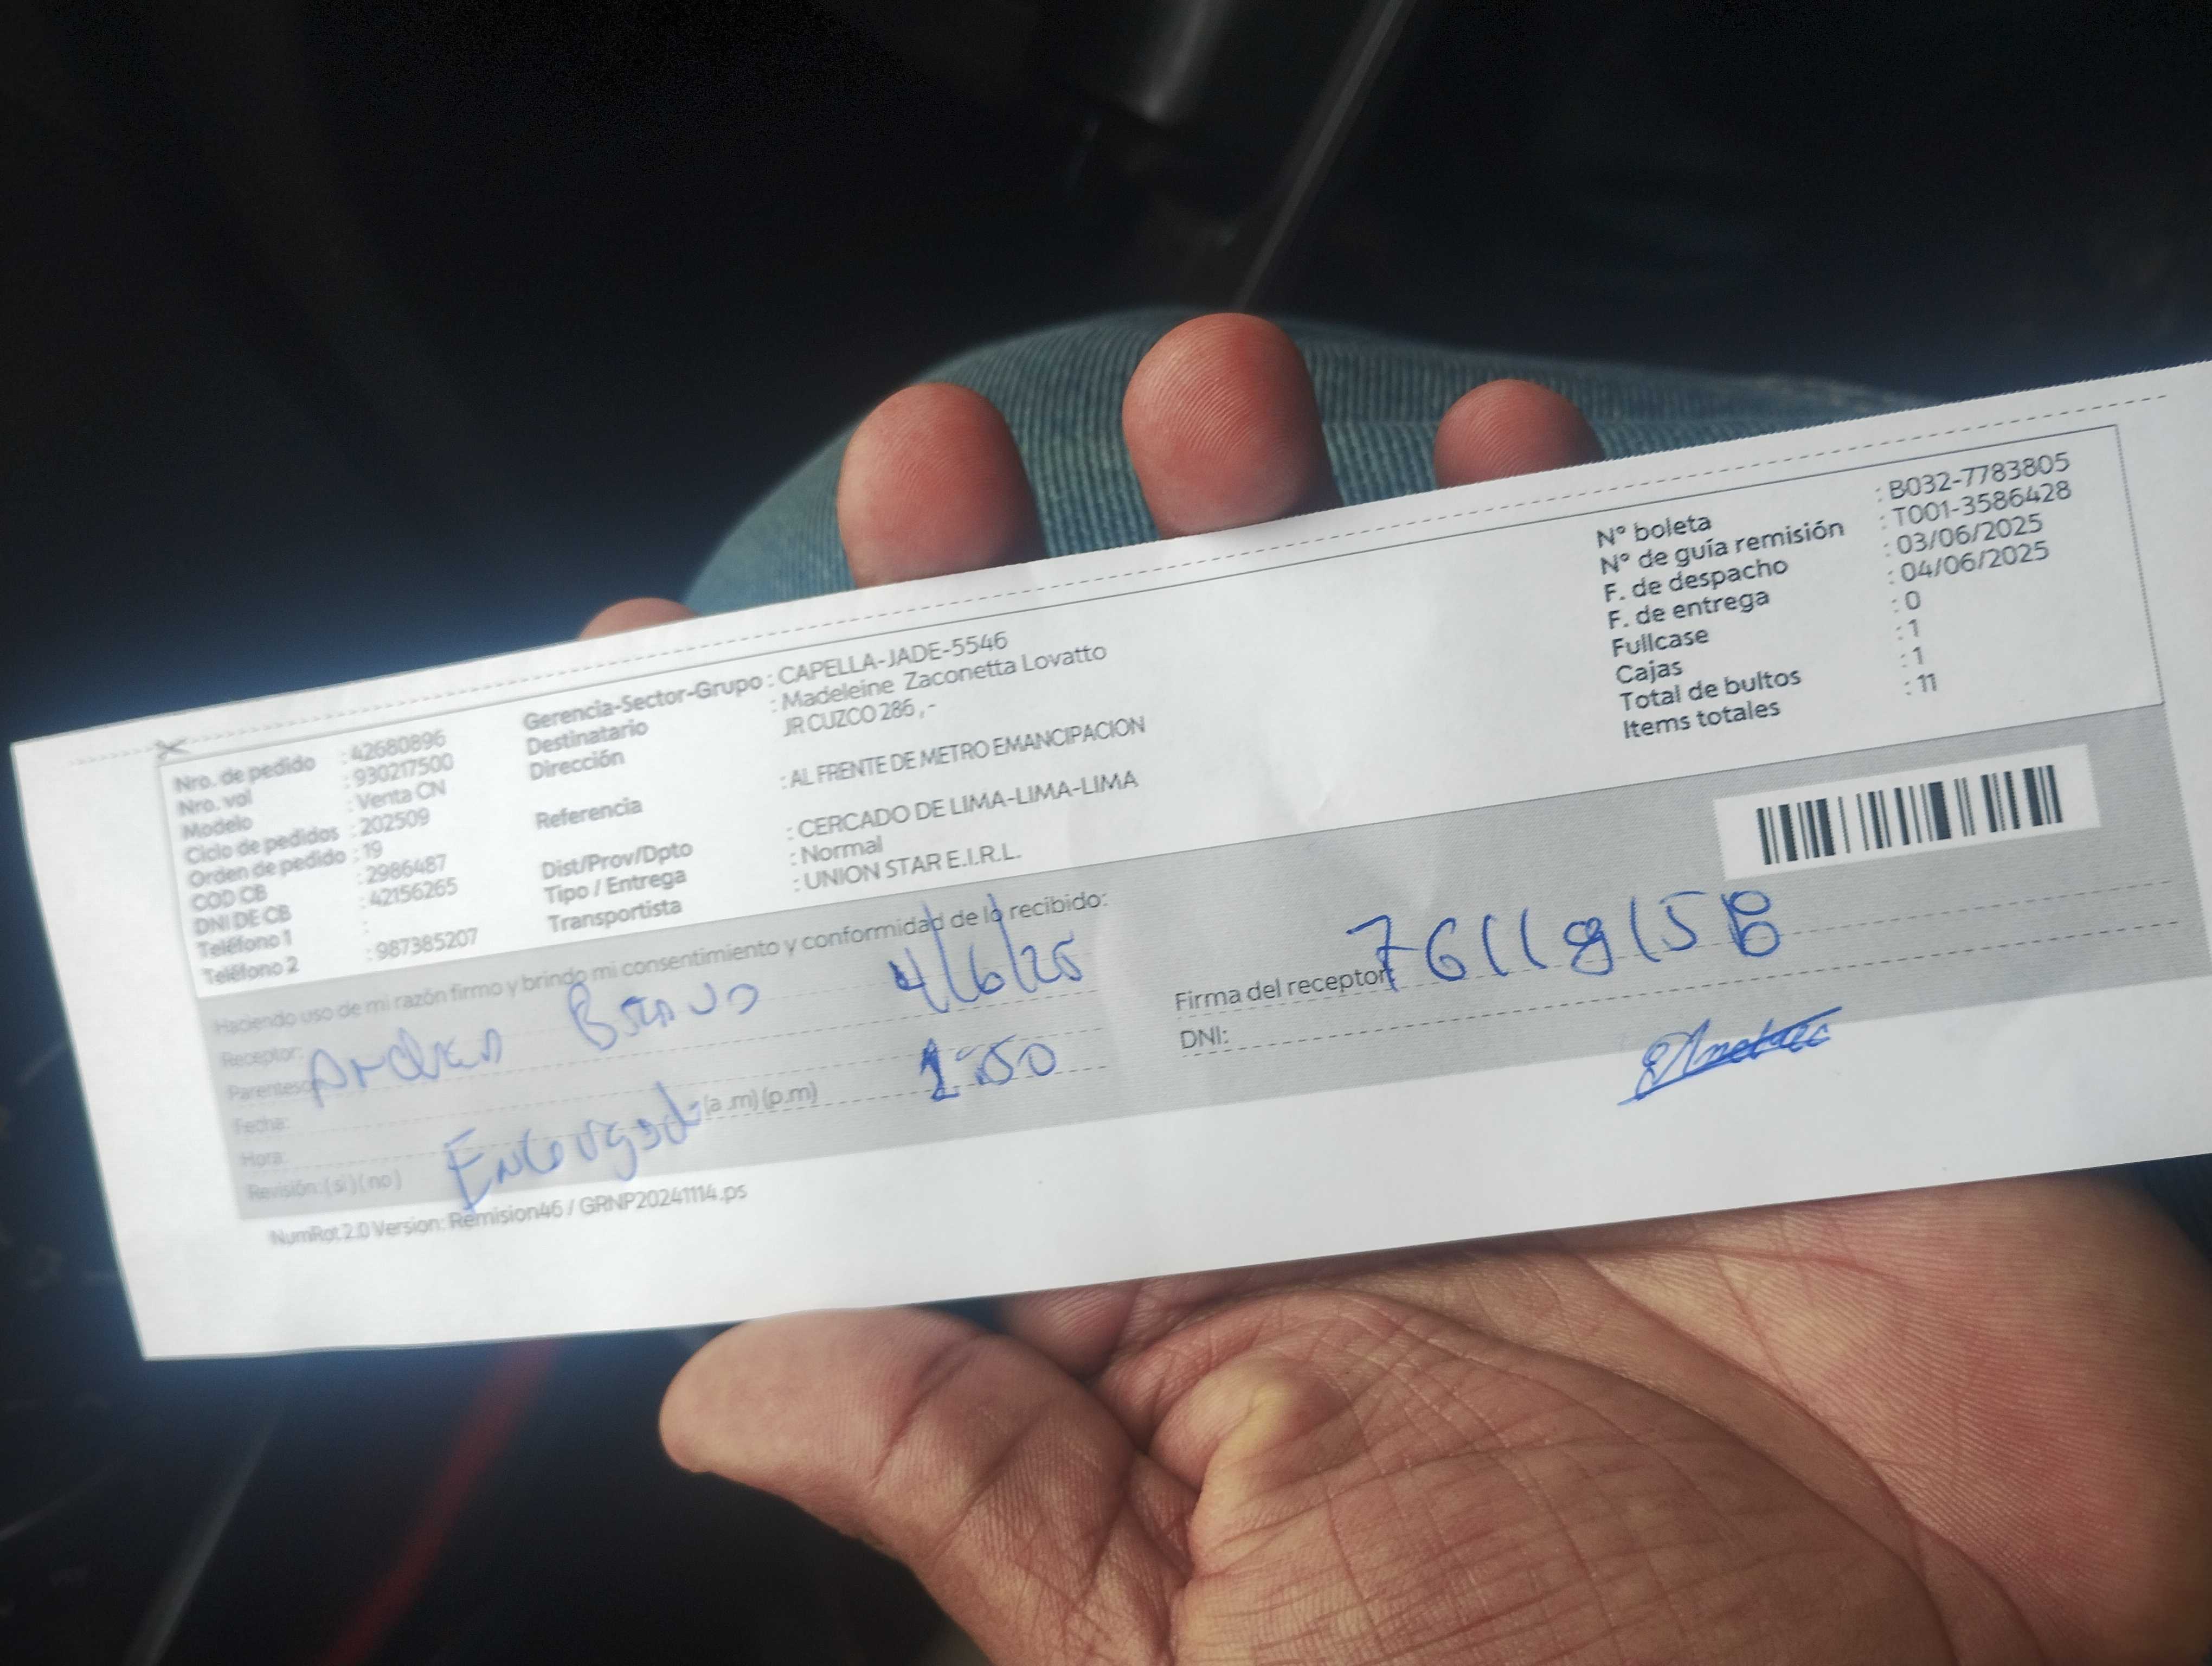 Nro. de pedido : 42680896
Nro. vol : 930217500
Modelo : Venta CN
Ciclo de pedidos : 202509
Orden de pedido : 19
COD CB : 2986487
DNI DE CB : 42156265
Teléfono 1 :
Teléfono 2 : 987385207
Gerencia-Sector-Grupo : CAPELLA-JADE-5546
Destinatario : Madeleine Zaconetta Lovatto
Dirección JR CUZCO 286 , -
Referencia : AL FRENTE DE METRO EMANCIPACION
Dist/Prov/Dpto : CERCADO DE LIMA-LIMA-LIMA
Tipo / Entrega : Normal
Transportista : UNION STAR E.I.R.L.
N° boleta : B032-7783805
N° de guía remisión : T001-3586428
F. de despacho : 03/06/2025
F. de entrega : 04/06/2025
Fullcase : 0
Cajas : 1
Total de bultos : 1
Items totales : 11
Haciendo uso de mi razón firmo y brindo mi consentimiento y conformidad de lo recibido:
Receptor: Bravo 4/6/25
Parentesco
Fecha:
Hora: (a.m) (p.m) 1:50
Revisión: ( si ) ( no ) Encargado
Firma del receptor
DNI:
NumRot 2.0 Version: Remision46 / GRNP20241114.ps